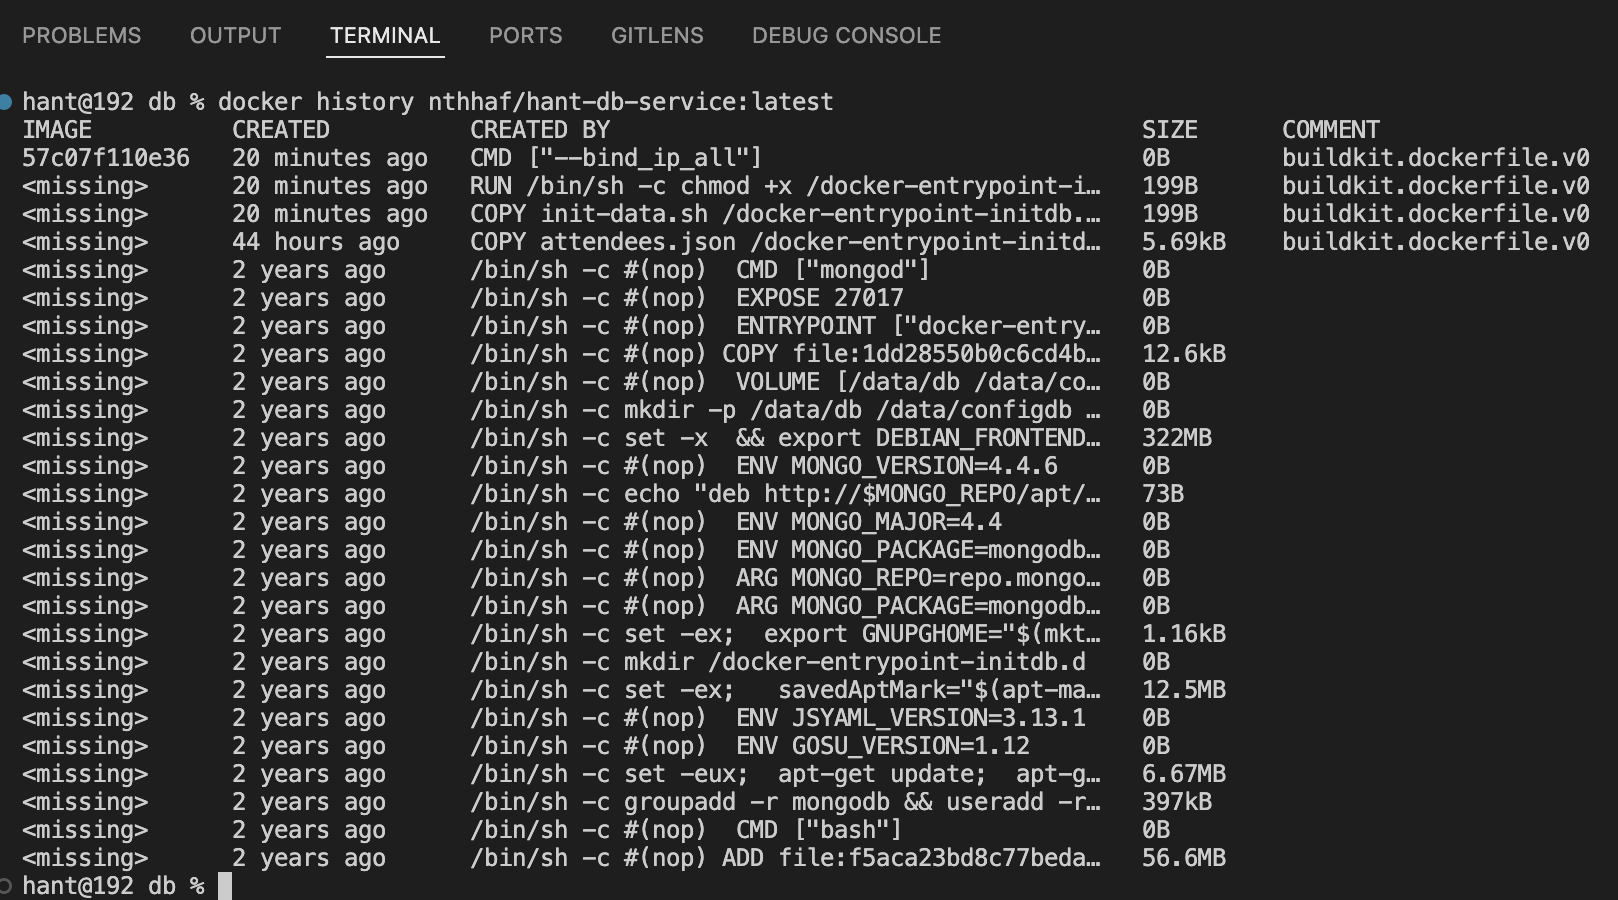 PROBLEMS OUTPUT TERMINAL PORTS GITLENS DEBUG CONSOLE
hant@192 db % docker history nthhaf/hant-db-service:latest
IMAGE CREATED CREATED BY SIZE COMMENT
57c07f110e36 20 minutes ago CMD ["--bind_ip_all"] 0B buildkit.dockerfile.v0
<missing> 20 minutes ago RUN /bin/sh -c chmod +x /docker-entrypoint-i… 199B buildkit.dockerfile.v0
<missing> 20 minutes ago COPY init-data.sh /docker-entrypoint-initdb.… 199B buildkit.dockerfile.v0
<missing> 44 hours ago COPY attendees.json /docker-entrypoint-initd… 5.69kB buildkit.dockerfile.v0
<missing> 2 years ago /bin/sh -c #(nop)  CMD ["mongod"] 0B
<missing> 2 years ago /bin/sh -c #(nop)  EXPOSE 27017 0B
<missing> 2 years ago /bin/sh -c #(nop)  ENTRYPOINT ["docker-entry… 0B
<missing> 2 years ago /bin/sh -c #(nop) COPY file:1dd28550b0c6cd4b… 12.6kB
<missing> 2 years ago /bin/sh -c #(nop)  VOLUME [/data/db /data/co… 0B
<missing> 2 years ago /bin/sh -c mkdir -p /data/db /data/configdb … 0B
<missing> 2 years ago /bin/sh -c set -x  && export DEBIAN_FRONTEND… 322MB
<missing> 2 years ago /bin/sh -c #(nop)  ENV MONGO_VERSION=4.4.6 0B
<missing> 2 years ago /bin/sh -c echo "deb http://$MONGO_REPO/apt/… 73B
<missing> 2 years ago /bin/sh -c #(nop)  ENV MONGO_MAJOR=4.4 0B
<missing> 2 years ago /bin/sh -c #(nop)  ENV MONGO_PACKAGE=mongodb… 0B
<missing> 2 years ago /bin/sh -c #(nop)  ARG MONGO_REPO=repo.mongo… 0B
<missing> 2 years ago /bin/sh -c #(nop)  ARG MONGO_PACKAGE=mongodb… 0B
<missing> 2 years ago /bin/sh -c set -ex;  export GNUPGHOME="$(mkt… 1.16kB
<missing> 2 years ago /bin/sh -c mkdir /docker-entrypoint-initdb.d 0B
<missing> 2 years ago /bin/sh -c set -ex;   savedAptMark="$(apt-ma… 12.5MB
<missing> 2 years ago /bin/sh -c #(nop)  ENV JSYAML_VERSION=3.13.1 0B
<missing> 2 years ago /bin/sh -c #(nop)  ENV GOSU_VERSION=1.12 0B
<missing> 2 years ago /bin/sh -c set -eux;  apt-get update;  apt-g… 6.67MB
<missing> 2 years ago /bin/sh -c groupadd -r mongodb && useradd -r… 397kB
<missing> 2 years ago /bin/sh -c #(nop)  CMD ["bash"] 0B
<missing> 2 years ago /bin/sh -c #(nop) ADD file:f5aca23bd8c77beda… 56.6MB
hant@192 db %